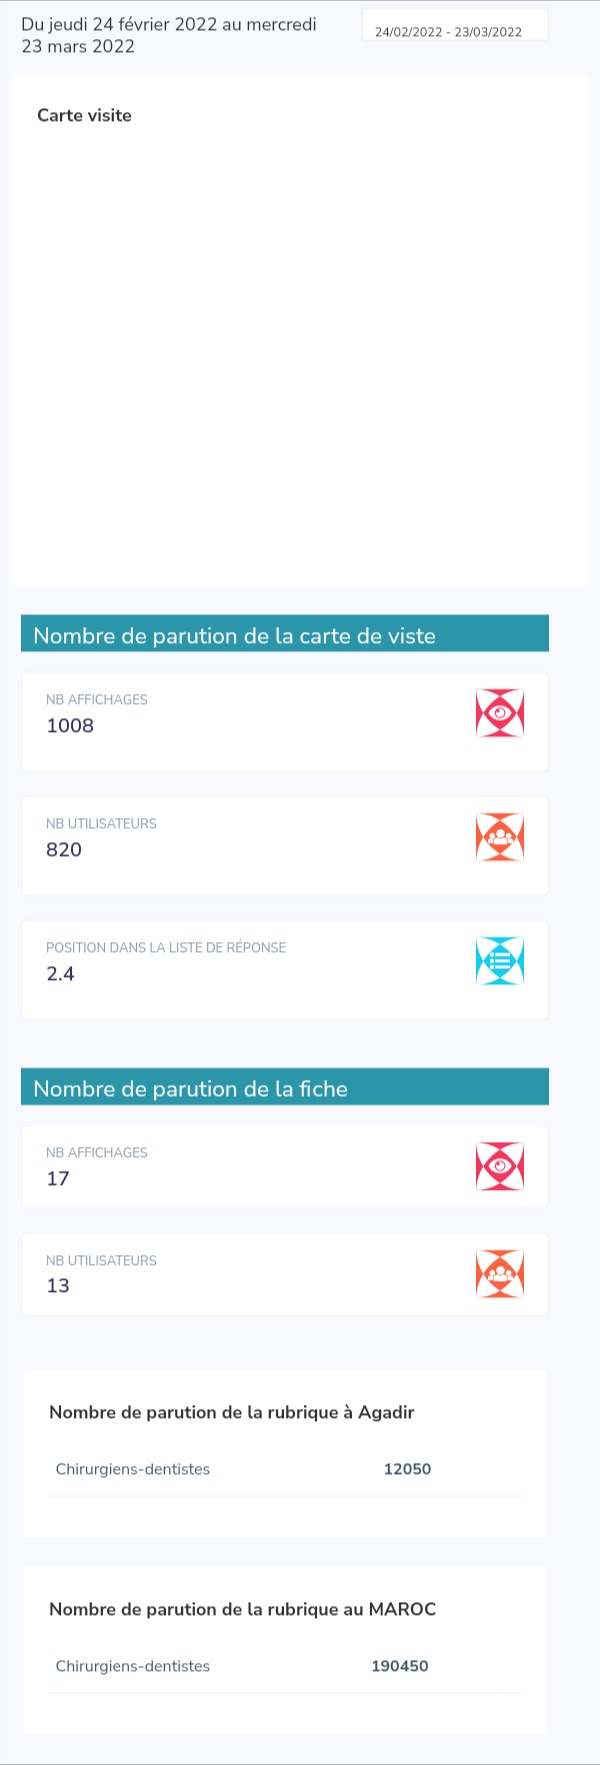 Du jeudi 24 février 2022 au mercredi
23 mars 2022
24/02/2022 - 23/03/2022
Carte visite
Nombre de parution de la carte de viste
NB AFFICHAGES
1008
NB UTILISATEURS
820
POSITION DANS LA LISTE DE RÉPONSE
2.4
Nombre de parution de la fiche
NB AFFICHAGES
17
NB UTILISATEURS
13
Nombre de parution de la rubrique à Agadir
Chirurgiens-dentistes 12050
Nombre de parution de la rubrique au MAROC
Chirurgiens-dentistes 190450